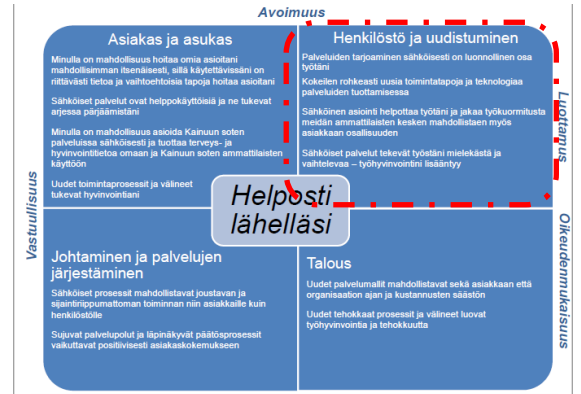 Avoimuus
Asiakas ja asukas
Minulla on mahdollisuus hoitaa omia asioitani
mahdollisimman itsenäisesti, sillä käytettävissäni on
riittävästi tietoa ja vaihtoehtoisia tapoja hoitaa asioitani
Sähköiset palvelut ovat helppokäyttöisiä ja ne tukevat
arjessa pärjäämistäni
Minulla on mahdollisuus asioida Kainuun soten
palveluissa sähköisesti ja tuottaa terveys- ja
hyvinvointitietoa omaan ja Kainuun soten ammattilaisten
käyttöön
Uudet toimintaprosessit ja välineet
tukevat hyvinvointiani
Henkilöstö ja uudistuminen
Palveluiden tarjoaminen sähköisesti on luonnollinen osa
työtäni
Kokeilen rohkeasti uusia toimintatapoja ja teknologiaa
palveluiden tuottamisessa
Sähköinen asiointi helpottaa työtäni ja jakaa työkuormitusta
meidän ammattilaisten kesken mahdollistaen myös
asiakkaan osallisuuden
Sähköiset palvelut tekevät työstäni mielekästä ja
vaihtelevaa – työhyvinvointini lisääntyy
Luottamus
Vastuullisuus
Helposti
lähelläsi
Johtaminen ja palvelujen
järjestäminen
Sähköiset prosessit mahdollistavat joustavan ja
sijaintiriippumattoman toiminnan niin asiakkaille kuin
henkilöstölle
Sujuvat palvelupolut ja läpinäkyvät päätösprosessit
vaikuttavat positiivisesti asiakaskokemukseen
Talous
Uudet palvelumallit mahdollistavat sekä asiakkaan että
organisaation ajan ja kustannusten säästön
Uudet tehokkaat prosessit ja välineet luovat
työhyvinvointia ja tehokkuutta
Oikeudenmukaisuus